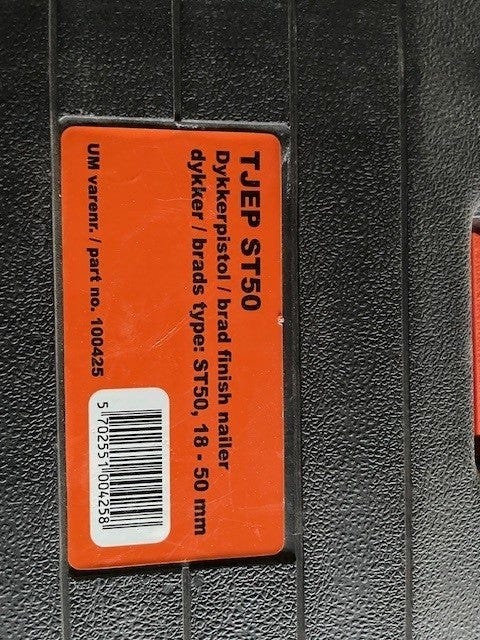 TJEP ST50
Dykkerpistol / brad finish nailer
dykker / brads type: ST50, 18 - 50 mm
UM varenr. / part no. 100425
5 702551 004258